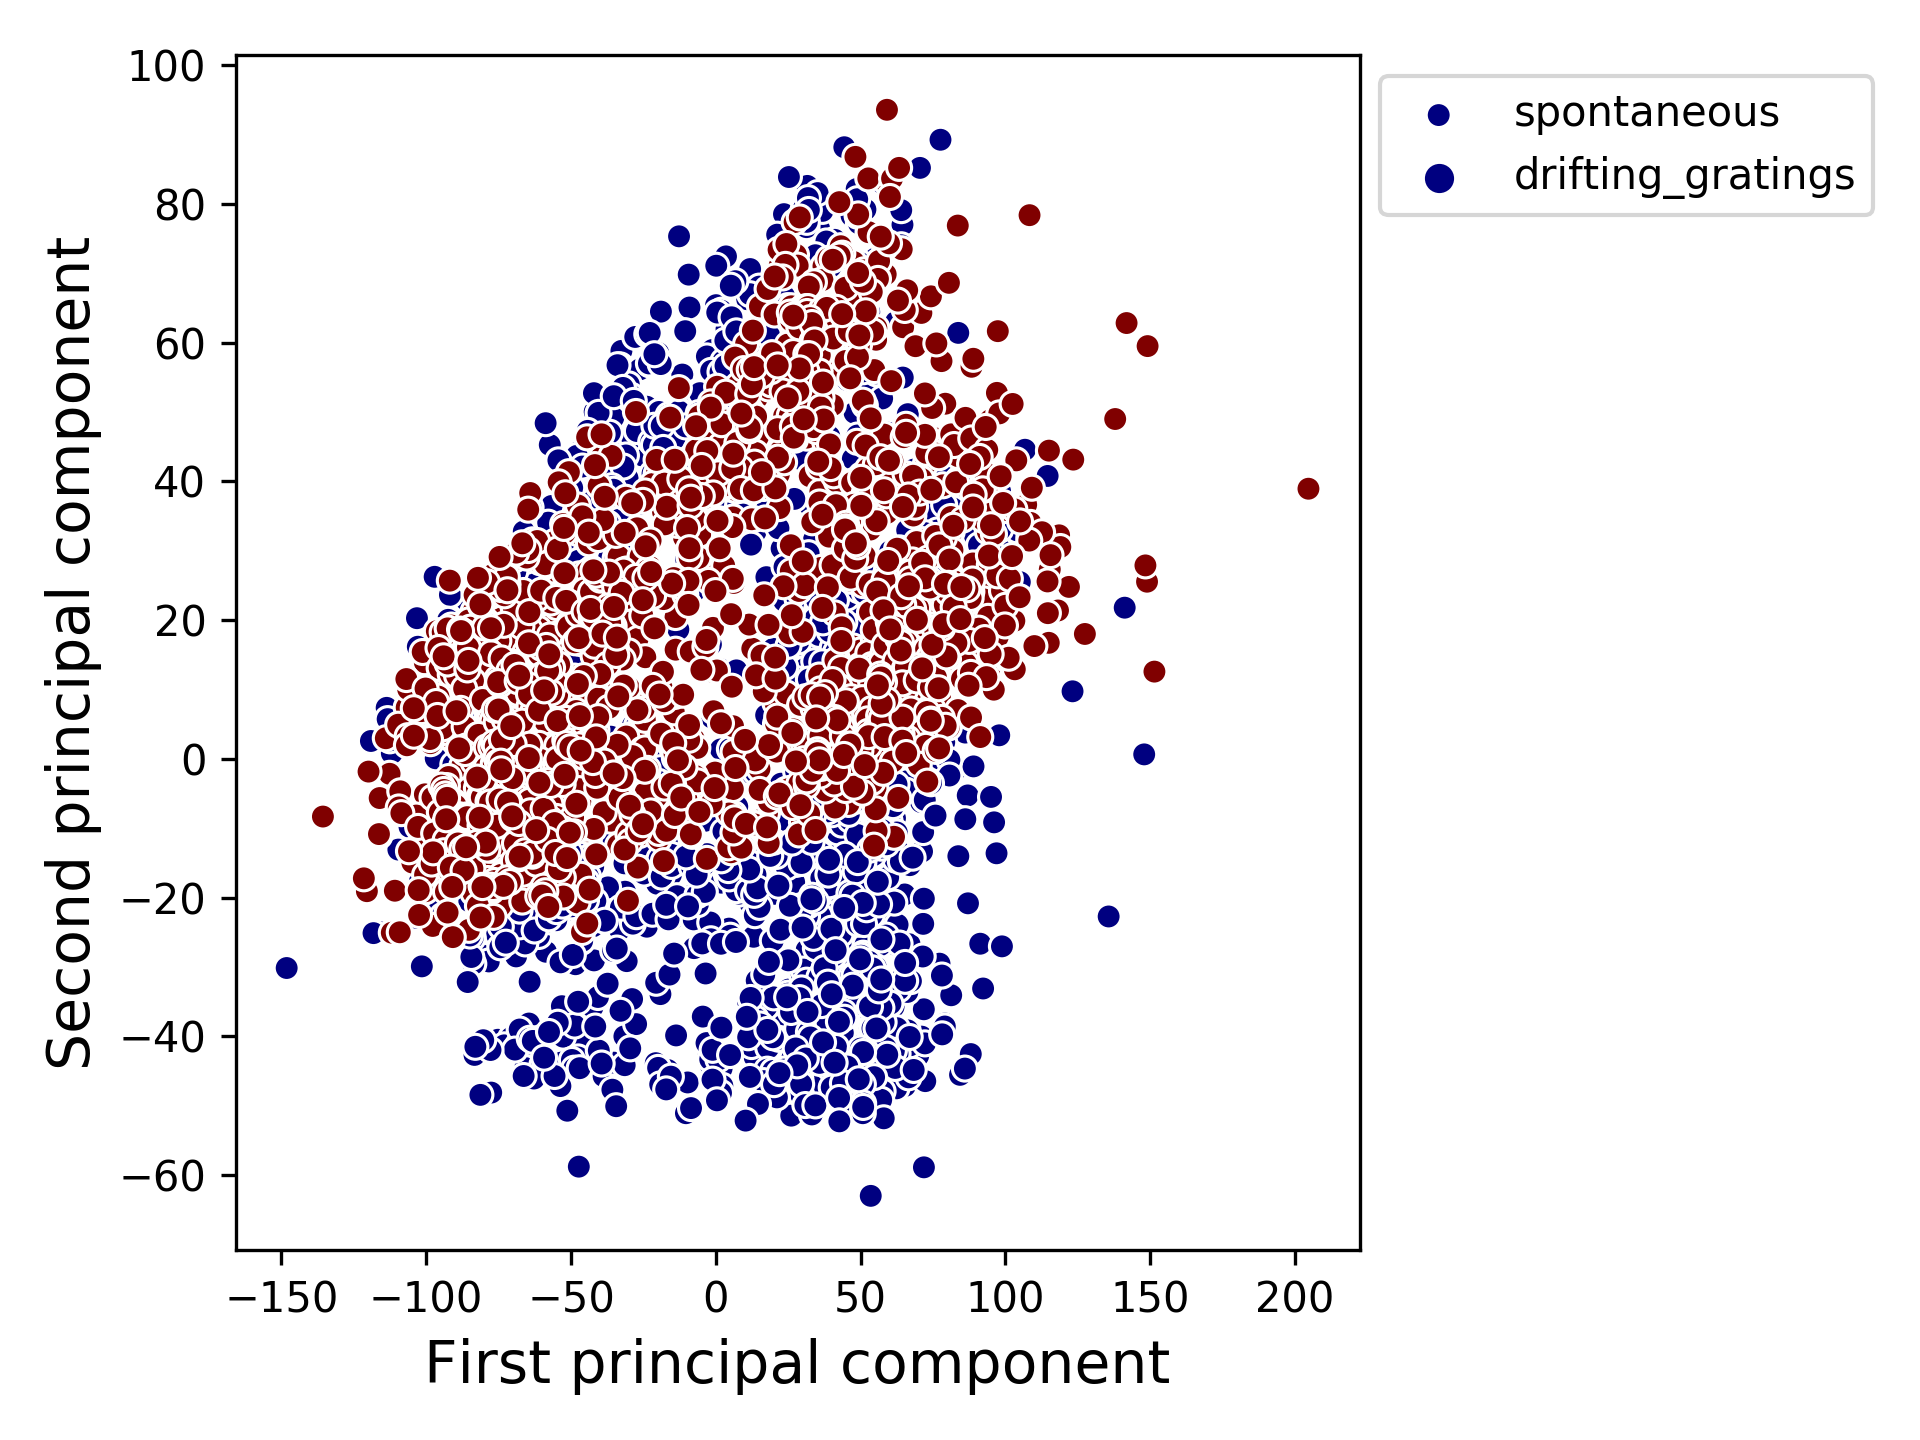 100
80
60
40
20
0
−20
−40
−60
−150 −100 −50 0 50 100 150 200
First principal component
Second principal component
spontaneous
drifting_gratings